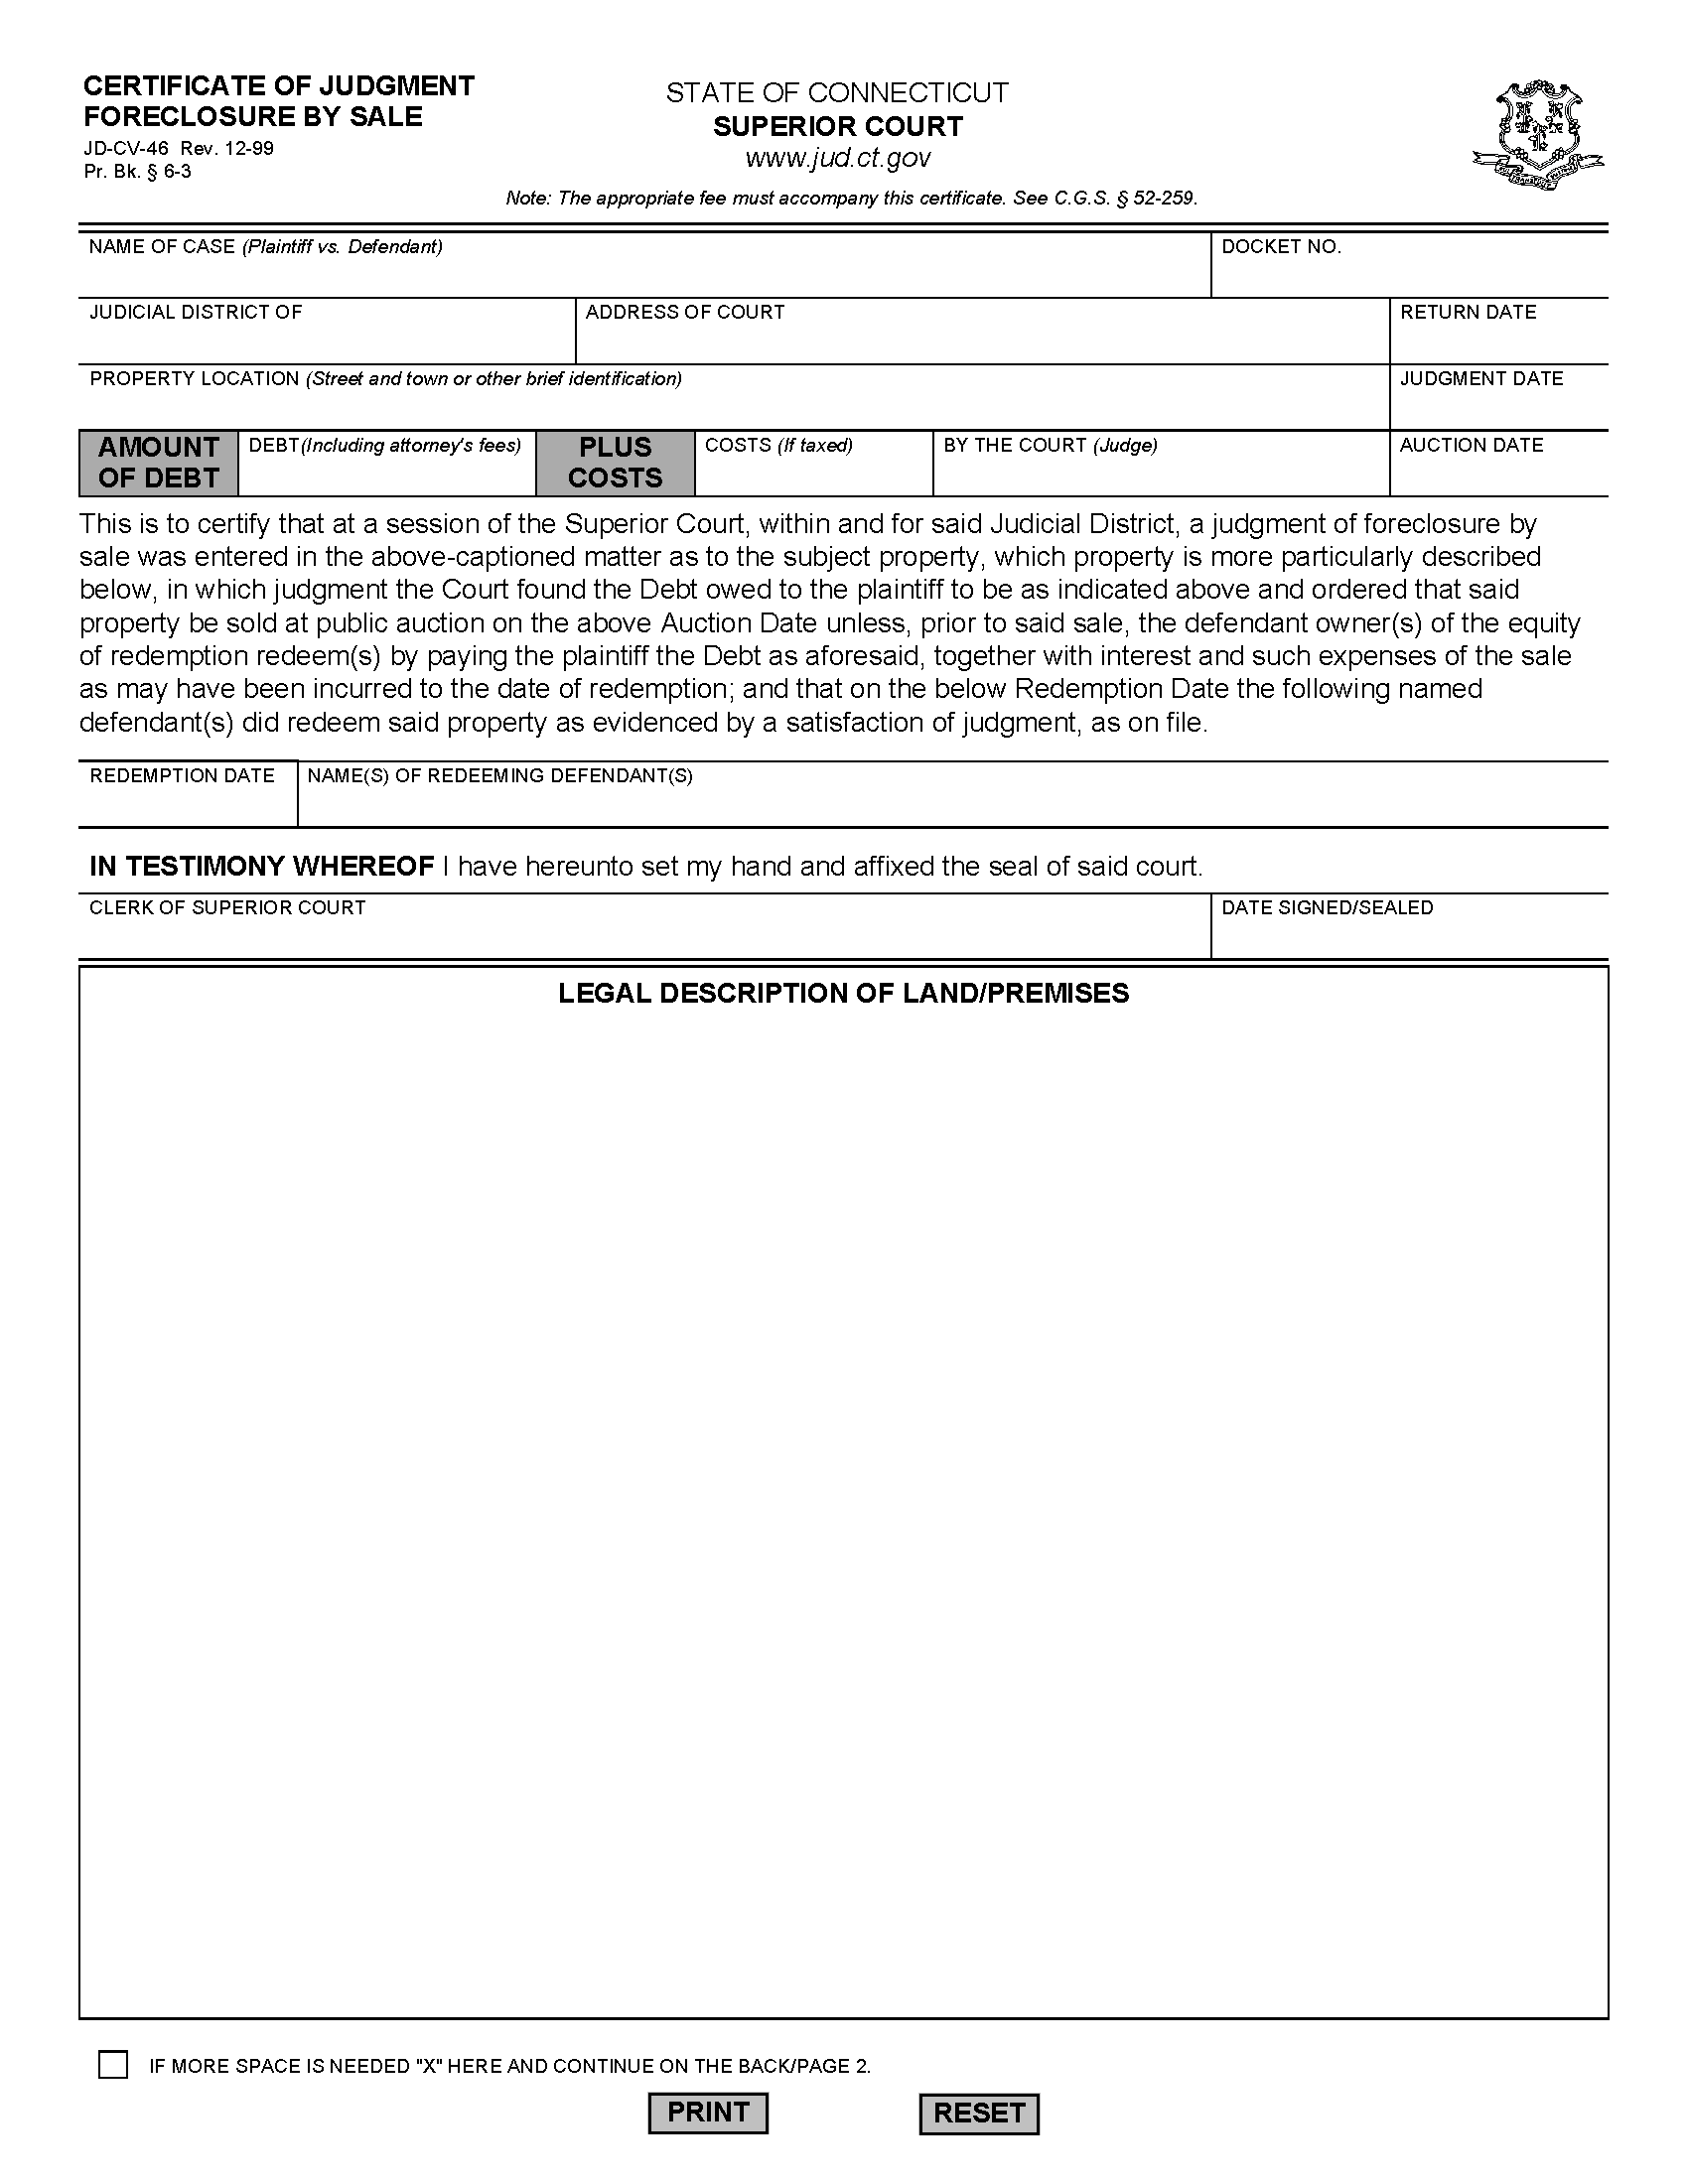 CERTIFICATE OF JUDGMENT
FORECLOSURE BY SALE
JD-CV-46 Rev. 12-99
Pr. Bk. § 6-3
STATE OF CONNECTICUT
SUPERIOR COURT
www.jud.ct.gov
Note: The appropriate fee must accompany this certificate. See C.G.S. § 52-259.
NAME OF CASE (Plaintiff vs. Defendant)
DOCKET NO.
JUDICIAL DISTRICT OF
ADDRESS OF COURT
RETURN DATE
PROPERTY LOCATION (Street and town or other brief identification)
JUDGMENT DATE
AMOUNT
OF DEBT
DEBT(Including attorney's fees)
PLUS
COSTS
COSTS (If taxed)
BY THE COURT (Judge)
AUCTION DATE
This is to certify that at a session of the Superior Court, within and for said Judicial District, a judgment of foreclosure by
sale was entered in the above-captioned matter as to the subject property, which property is more particularly described
below, in which judgment the Court found the Debt owed to the plaintiff to be as indicated above and ordered that said
property be sold at public auction on the above Auction Date unless, prior to said sale, the defendant owner(s) of the equity
of redemption redeem(s) by paying the plaintiff the Debt as aforesaid, together with interest and such expenses of the sale
as may have been incurred to the date of redemption; and that on the below Redemption Date the following named
defendant(s) did redeem said property as evidenced by a satisfaction of judgment, as on file.
REDEMPTION DATE
NAME(S) OF REDEEMING DEFENDANT(S)
IN TESTIMONY WHEREOF I have hereunto set my hand and affixed the seal of said court.
CLERK OF SUPERIOR COURT
DATE SIGNED/SEALED
LEGAL DESCRIPTION OF LAND/PREMISES
IF MORE SPACE IS NEEDED "X" HERE AND CONTINUE ON THE BACK/PAGE 2.
PRINT
RESET